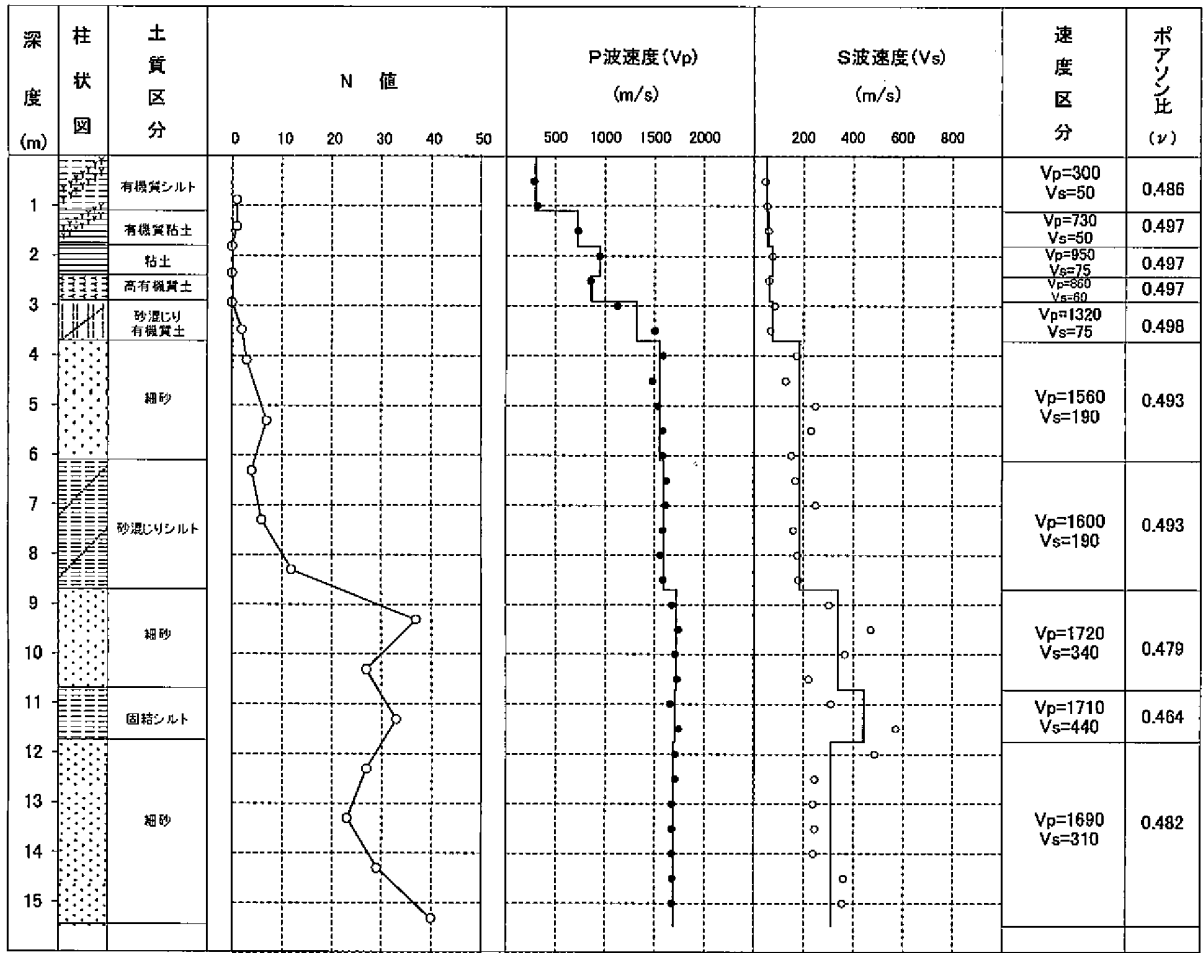 深度(m)
柱状図
土質区分
N 値
0 10 20 30 40 50
P波速度(Vp)
(m/s)
500 1000 1500 2000
S波速度(Vs)
(m/s)
200 400 600 800
速度区分
ポアソン比(ν)
1
2
3
4
5
6
7
8
9
10
11
12
13
14
15
有機質シルト
有機質粘土
粘土
高有機質土
砂混じり
有機質土
細砂
砂混じりシルト
細砂
固結シルト
細砂
Vp=300
Vs=50
Vp=730
Vs=50
Vp=950
Vs=75
Vp=860
Vs=60
Vp=1320
Vs=75
Vp=1560
Vs=190
Vp=1600
Vs=190
Vp=1720
Vs=340
Vp=1710
Vs=440
Vp=1690
Vs=310
0.486
0.497
0.497
0.497
0.498
0.493
0.493
0.479
0.464
0.482